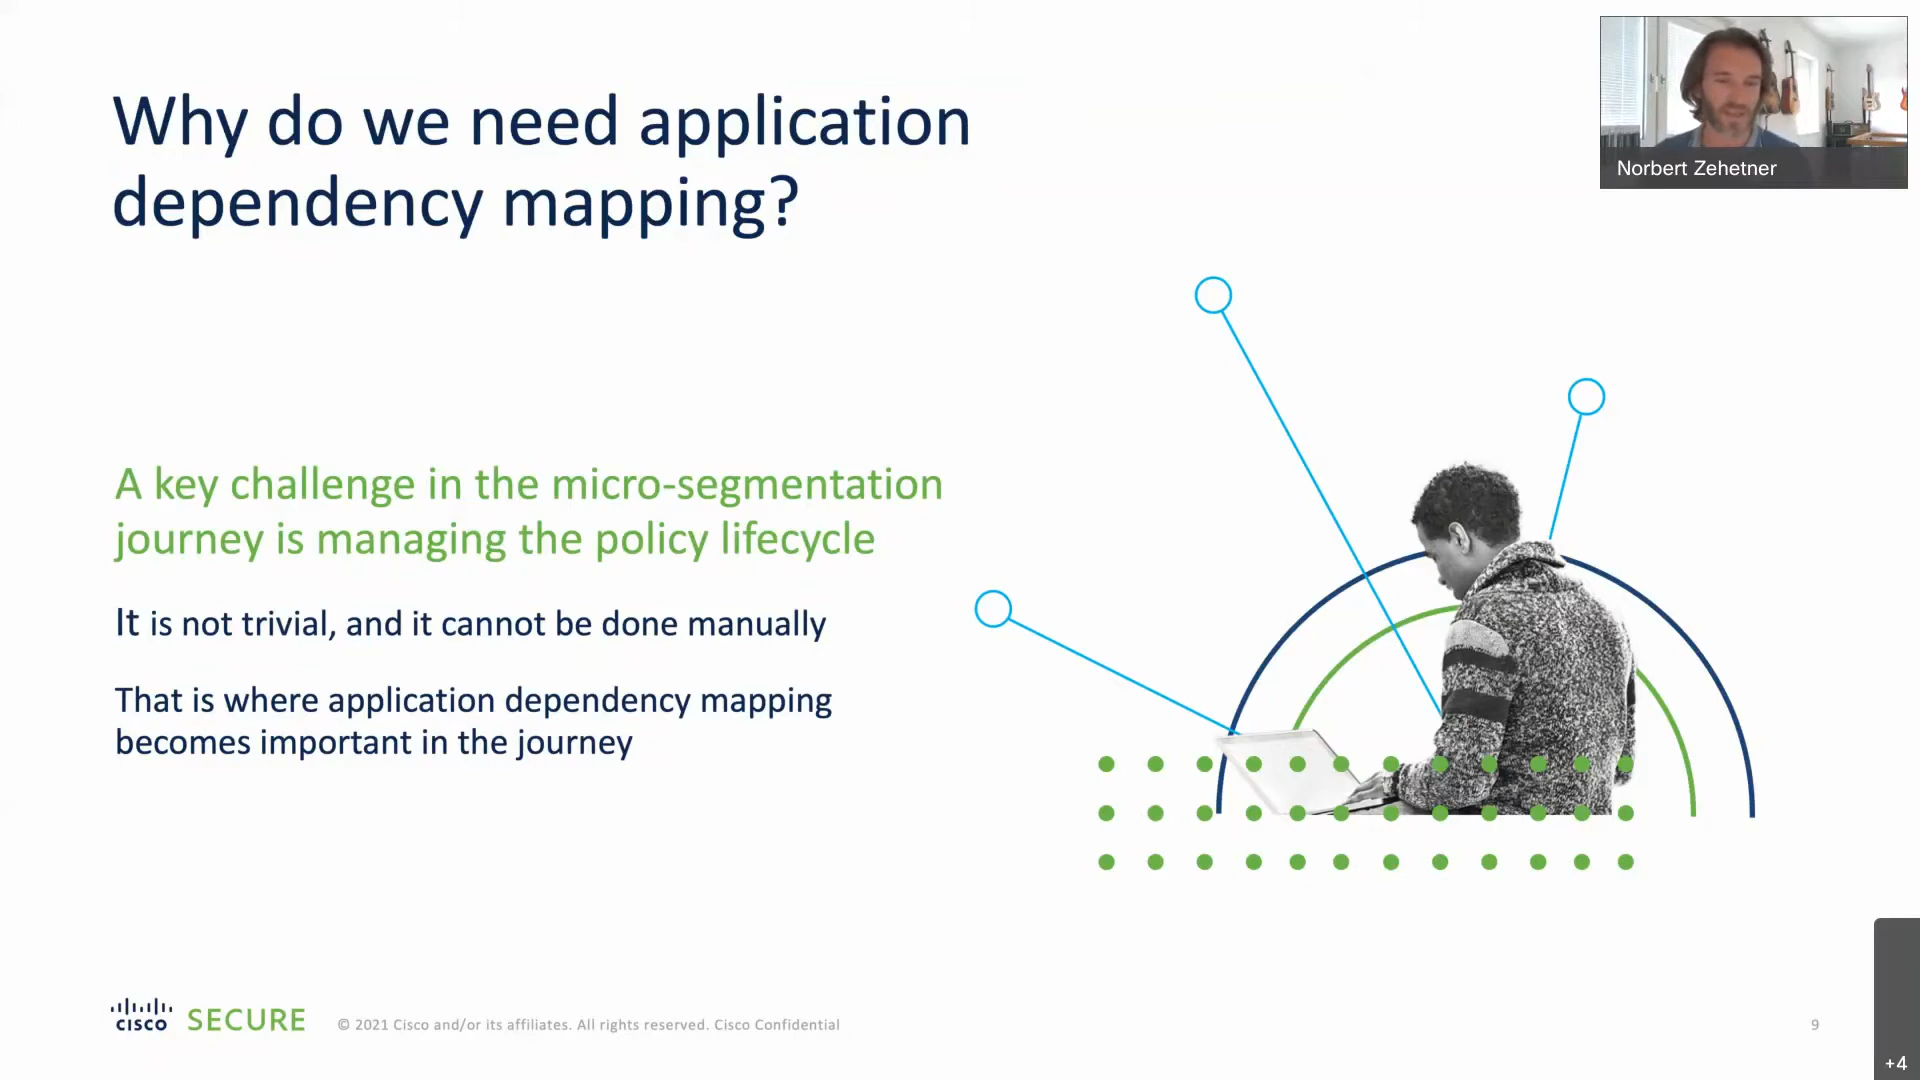 Why do we need application
dependency mapping?
Norbert Zehetner
A key challenge in the micro-segmentation
journey is managing the policy lifecycle
It is not trivial, and it cannot be done manually
That is where application dependency mapping
becomes important in the journey
CISCO SECURE © 2021 Cisco and/or its affiliates. All rights reserved. Cisco Confidential 9
+4